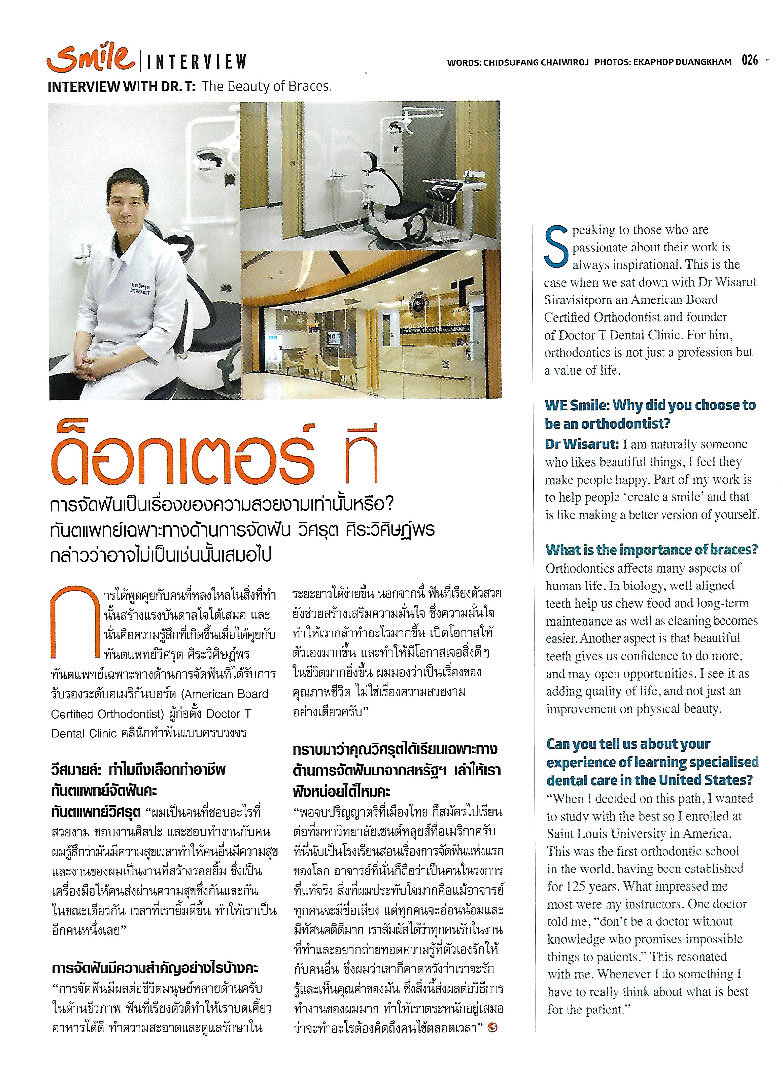 Smile | INTERVIEW
WORDS: CHIDSUPANG CHAIWIROJ PHOTOS: EKAPHOP DUANGKHAM 026
INTERVIEW WITH DR.T: The Beauty of Braces.
ด็อกเตอร์ ที
การจัดฟันเป็นเรื่องของความสวยงามเท่านั้นหรือ?
ทันตแพทย์เฉพาะทางด้านการจัดฟัน วิศรุต ศิระวิศิษฎ์พร
กล่าวว่าอาจไม่เป็นเช่นนั้นเสมอไป
การได้พูดคุยกับคนที่หลงใหลในสิ่งที่ทำ
นั้นสร้างแรงบันดาลใจได้เสมอ และ
นั่นคือความรู้สึกที่เกิดขึ้นเมื่อได้คุยกับ
ทันตแพทย์วิศรุต ศิระวิศิษฎ์พร
ทันตแพทย์เฉพาะทางด้านการจัดฟันที่ได้รับการ
รับรองระดับอเมริกันบอร์ด (American Board
Certified Orthodontist) ผู้ก่อตั้ง Doctor T
Dental Clinic คลินิกทำฟันแบบครบวงจร
วีสมายล์: ทำไมถึงเลือกทำอาชีพ
ทันตแพทย์จัดฟันคะ
ทันตแพทย์วิศรุต “ผมเป็นคนที่ชอบอะไรที่
สวยงาม ชอบงานศิลปะ และชอบทำงานกับคน
ผมรู้สึกว่ามันมีความสุขเวลาทำให้คนอื่นมีความสุข
และงานของผมเป็นงานที่สร้างรอยยิ้ม ซึ่งเป็น
เครื่องมือให้คนส่งผ่านความสุขซึ่งกันและกัน
ในขณะเดียวกัน เวลาที่เรายิ้มดีขึ้น ทำให้เราเป็น
อีกคนหนึ่งเลย”
การจัดฟันมีความสำคัญอย่างไรบ้างคะ
“การจัดฟันมีผลต่อชีวิตมนุษย์หลายด้านครับ
ในด้านชีวภาพ ฟันที่เรียงตัวดีทำให้เราบดเคี้ยว
อาหารได้ดี ทำความสะอาดและดูแลรักษาใน
ระยะยาวได้ง่ายขึ้น นอกจากนี้ ฟันที่เรียงตัวสวย
ยังช่วยสร้างเสริมความมั่นใจ ซึ่งความมั่นใจ
ทำให้เรากล้าทำอะไรมากขึ้น เปิดโอกาสให้
ตัวเองมากขึ้น และทำให้มีโอกาสเจอสิ่งดีๆ
ในชีวิตมากยิ่งขึ้น ผมมองว่าเป็นเรื่องของ
คุณภาพชีวิต ไม่ใช่เรื่องความสวยงาม
อย่างเดียวครับ”
ทราบมาว่าคุณวิศรุตได้เรียนเฉพาะทาง
ด้านการจัดฟันมาจากสหรัฐฯ เล่าให้เรา
ฟังหน่อยได้ไหมคะ
“พอจบปริญญาตรีที่เมืองไทย ก็สมัครไปเรียน
ต่อที่มหาวิทยาลัยเซนต์หลุยส์ที่อเมริกาครับ
ที่นี่นับเป็นโรงเรียนสอนเรื่องการจัดฟันแห่งแรก
ของโลก อาจารย์ที่นั่นก็ถือว่าเป็นคนในวงการ
ที่แท้จริง สิ่งที่ผมประทับใจมากคือแม้อาจารย์
ทุกคนจะมีชื่อเสียง แต่ทุกคนจะอ่อนน้อมและ
มีทัศนคติดีมาก เราสัมผัสได้ว่าทุกคนรักในงาน
ที่ทำและอยากถ่ายทอดความรู้ที่ตัวเองรักให้
กับคนอื่น ซึ่งผมว่าเขาก็คาดหวังว่าเราจะรับ
รู้และเห็นคุณค่าของมัน ซึ่งสิ่งนี้ส่งผลต่อวิธีการ
ทำงานของผมมาก ทำให้เราตระหนักอยู่เสมอ
ว่าจะทำอะไรต้องคิดถึงคนไข้ตลอดเวลา”
Speaking to those who are
passionate about their work is
always inspirational. This is the
case when we sat down with Dr Wisarut
Siravisitporn an American Board
Certified Orthodontist and founder
of Doctor T Dental Clinic. For him,
orthodontics is not just a profession but
a value of life.
WE Smile: Why did you choose to
be an orthodontist?
Dr Wisarut: I am naturally someone
who likes beautiful things, I feel they
make people happy. Part of my work is
to help people ‘create a smile’ and that
is like making a better version of yourself.
What is the importance of braces?
Orthodontics affects many aspects of
human life. In biology, well aligned
teeth help us chew food and long-term
maintenance as well as cleaning becomes
easier. Another aspect is that beautiful
teeth gives us confidence to do more,
and may open opportunities. I see it as
adding quality of life, and not just an
improvement on physical beauty.
Can you tell us about your
experience of learning specialised
dental care in the United States?
“When I decided on this path, I wanted
to study with the best so I enrolled at
Saint Louis University in America.
This was the first orthodontic school
in the world, having been established
for 125 years. What impressed me
most were my instructors. One doctor
told me, “don’t be a doctor without
knowledge who promises impossible
things to patients.” This resonated
with me. Whenever I do something I
have to really think about what is best
for the patient.”